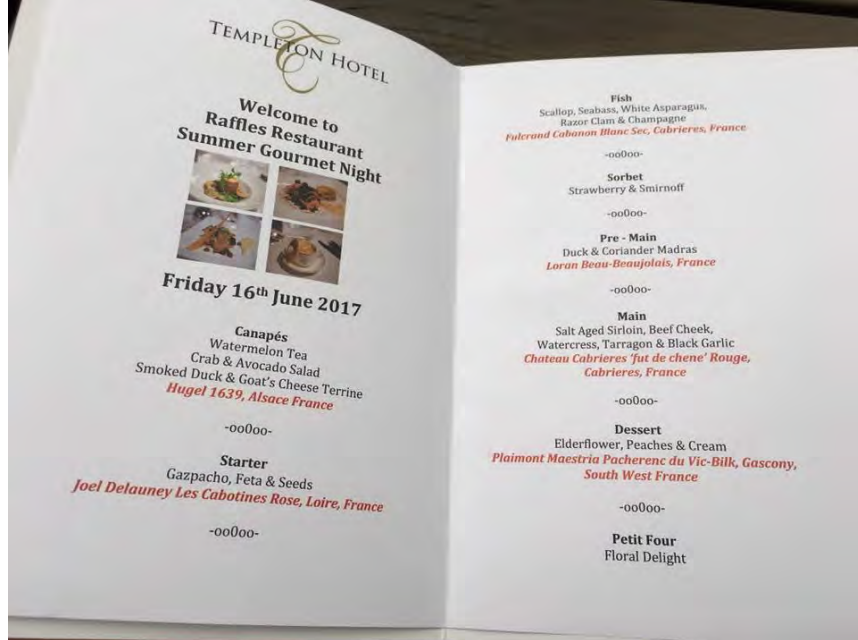 TEMPLETON HOTEL
Welcome to
Raffles Restaurant
Summer Gourmet Night
Friday 16th June 2017
Canapés
Watermelon Tea
Crab & Avocado Salad
Smoked Duck & Goat's Cheese Terrine
Hugel 1639, Alsace France
-ooOoo-
Starter
Gazpacho, Feta & Seeds
Joel Delauney Les Cabotines Rose, Loire, France
-ooOoo-
Fish
Scallop, Seabass, White Asparagus,
Razor Clam & Champagne
Fulcrand Cabanon Blanc Sec, Cabrieres, France
-ooOoo-
Sorbet
Strawberry & Smirnoff
-ooOoo-
Pre - Main
Duck & Coriander Madras
Loran Beau-Beaujolais, France
-ooOoo-
Main
Salt Aged Sirloin, Beef Cheek,
Watercress, Tarragon & Black Garlic
Chateau Cabrieres 'fut de chene' Rouge,
Cabrieres, France
-ooOoo-
Dessert
Elderflower, Peaches & Cream
Plaimont Maestria Pacherenc du Vic-Bilk, Gascony,
South West France
-ooOoo-
Petit Four
Floral Delight